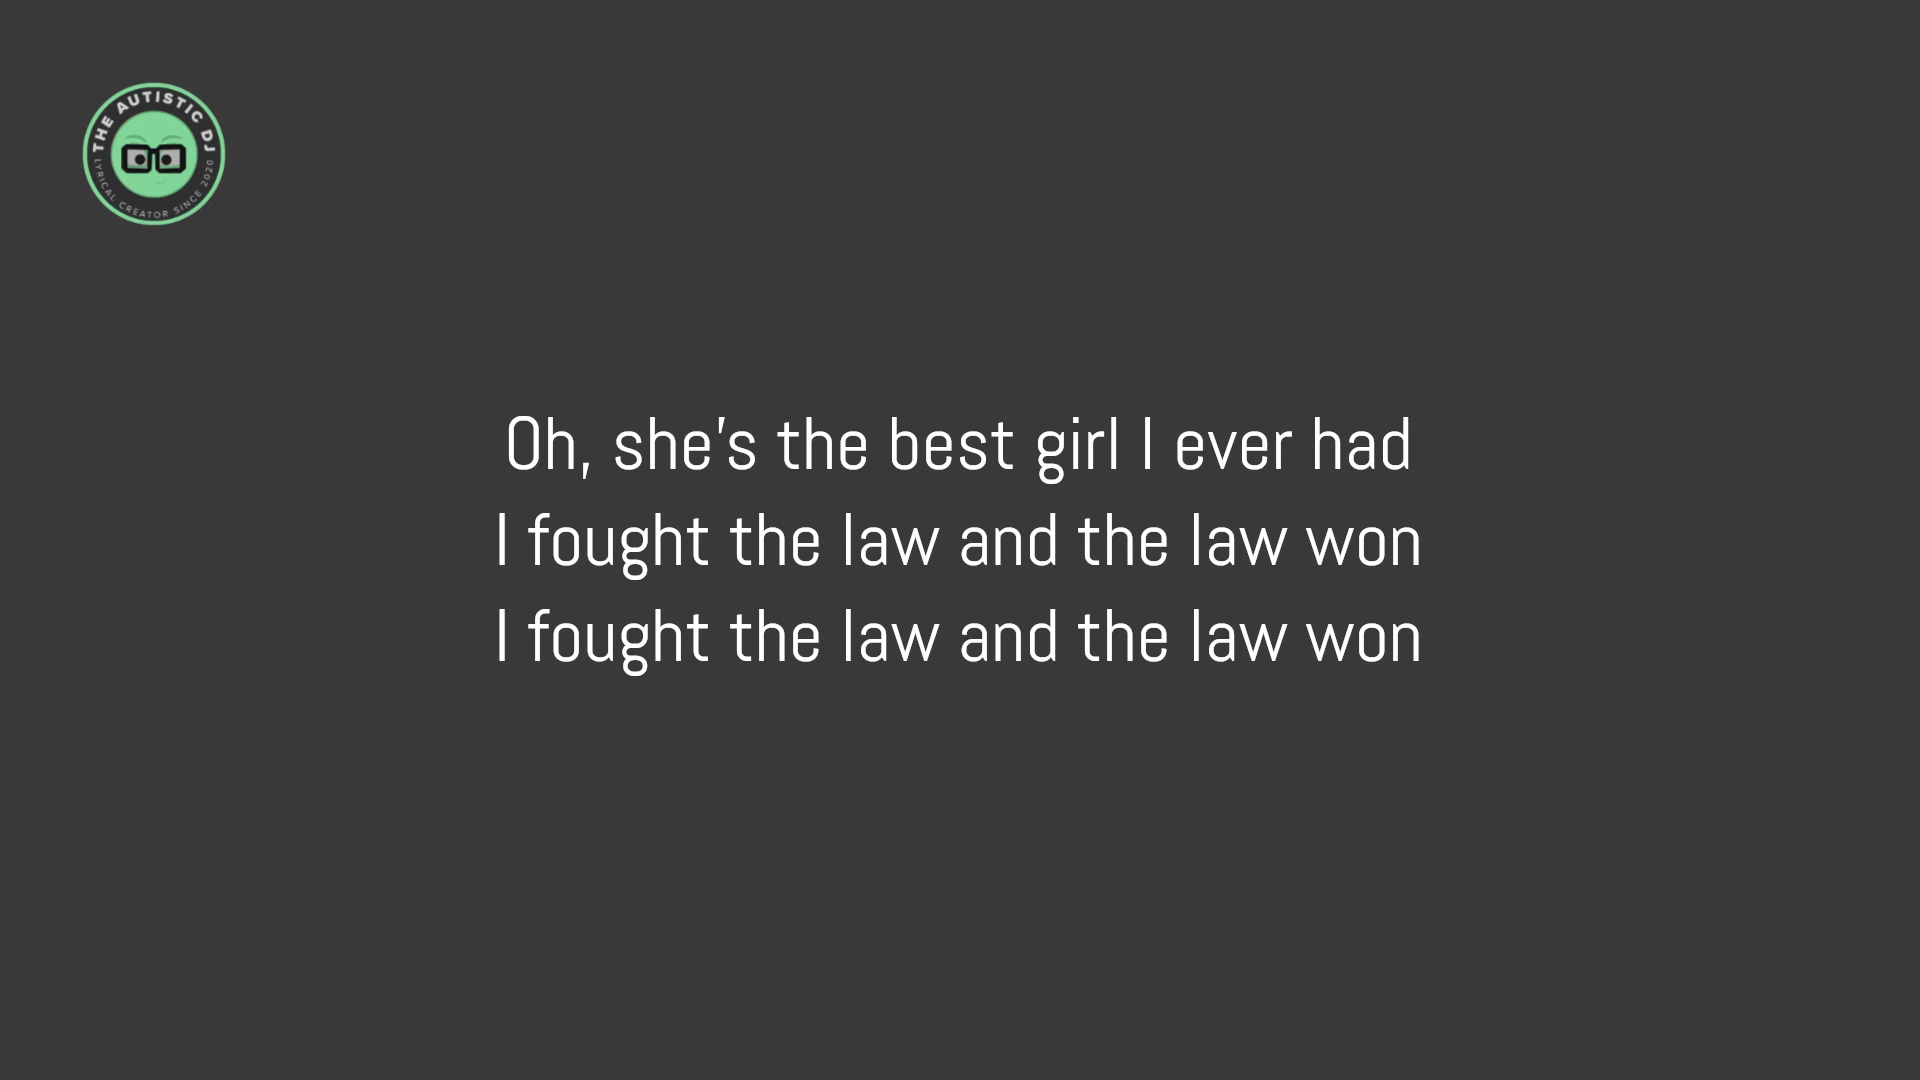 THE AUTISTIC DJ
LYRICAL CREATOR SINCE 2020
Oh, she's the best girl I ever had
I fought the law and the law won
I fought the law and the law won